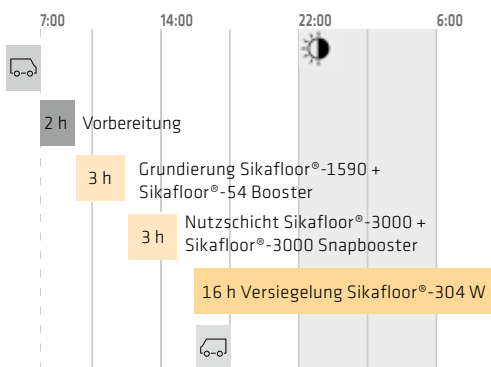 7:00 14:00 22:00 6:00
2 h Vorbereitung
3 h Grundierung Sikafloor®-1590 +
Sikafloor®-54 Booster
3 h Nutzschicht Sikafloor®-3000 +
Sikafloor®-3000 Snapbooster
16 h Versiegelung Sikafloor®-304 W